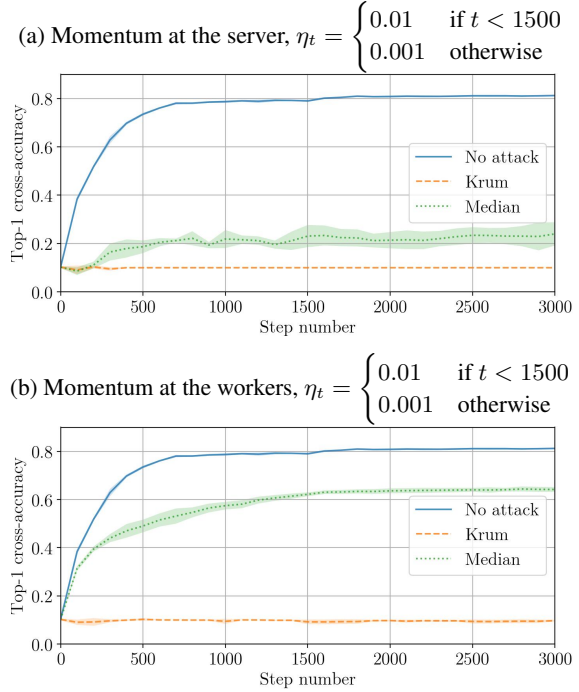 (a) Momentum at the server, η_t = { 0.01 if t < 1500
0.001 otherwise
Top-1 cross-accuracy
0.8
0.6
0.4
0.2
0.0
No attack
Krum
Median
0 500 1000 1500 2000 2500 3000
Step number
(b) Momentum at the workers, η_t = { 0.01 if t < 1500
0.001 otherwise
Top-1 cross-accuracy
0.8
0.6
0.4
0.2
0.0
No attack
Krum
Median
0 500 1000 1500 2000 2500 3000
Step number